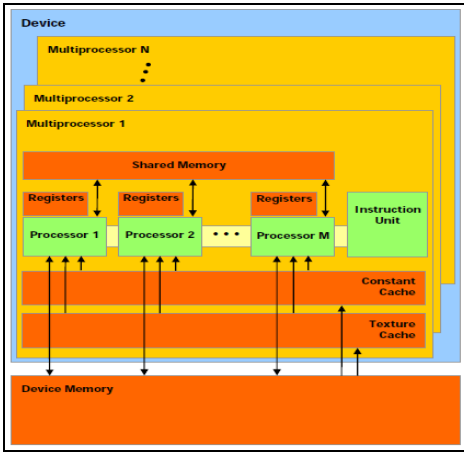 Device
Multiprocessor N
Multiprocessor 2
Multiprocessor 1
Shared Memory
Registers
Registers
Registers
Processor 1
Processor 2
Processor M
Instruction
Unit
Constant
Cache
Texture
Cache
Device Memory